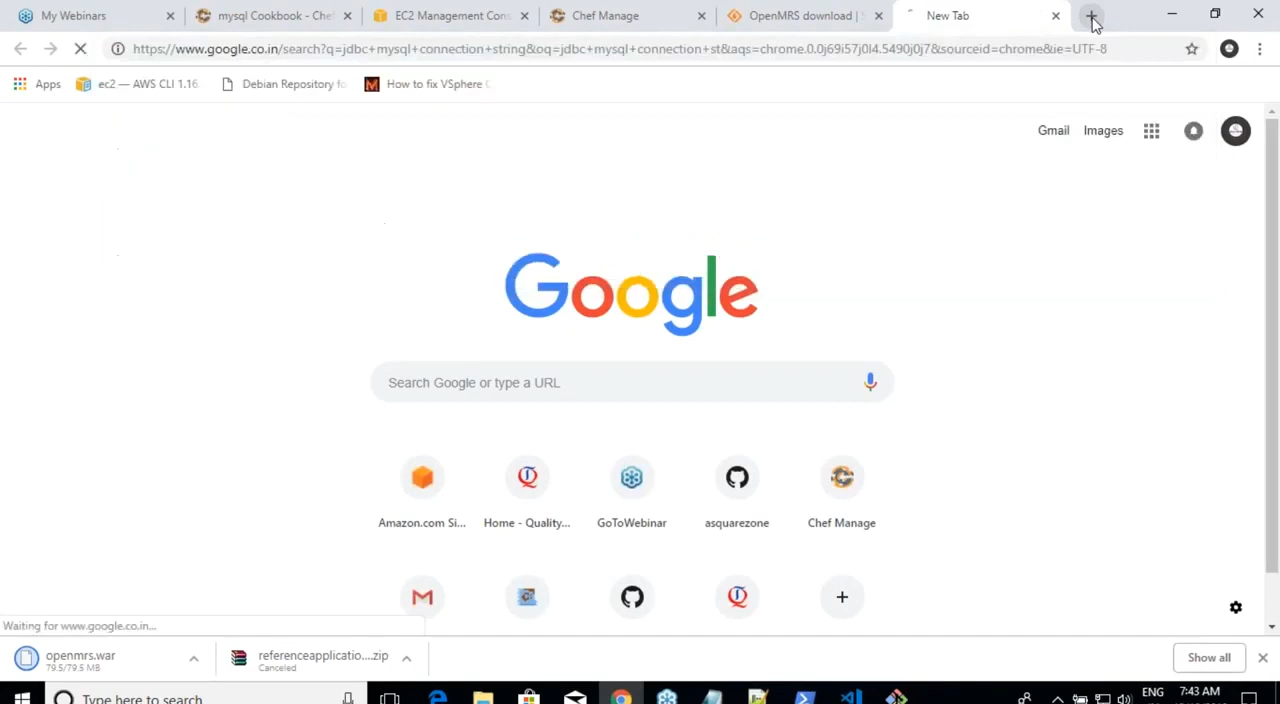 My Webinars
mysql Cookbook - Che
EC2 Management Cons
Chef Manage
OpenMRS download | S
New Tab
https://www.google.co.in/search?q=jdbc+mysql+connection+string&oq=jdbc+mysql+connection+st&aqs=chrome.0.0j69i57j0l4.5490j0j7&sourceid=chrome&ie=UTF-8
Apps
ec2 — AWS CLI 1.16.
Debian Repository fo
How to fix VSphere C
Gmail
Images
Google
Search Google or type a URL
Amazon.com Si...
Home - Quality...
GoToWebinar
asquarezone
Chef Manage
Waiting for www.google.co.in...
openmrs.war
79.5/79.5 MB
referenceapplicatio....zip
Canceled
Show all
Type here to search
ENG
7:43 AM